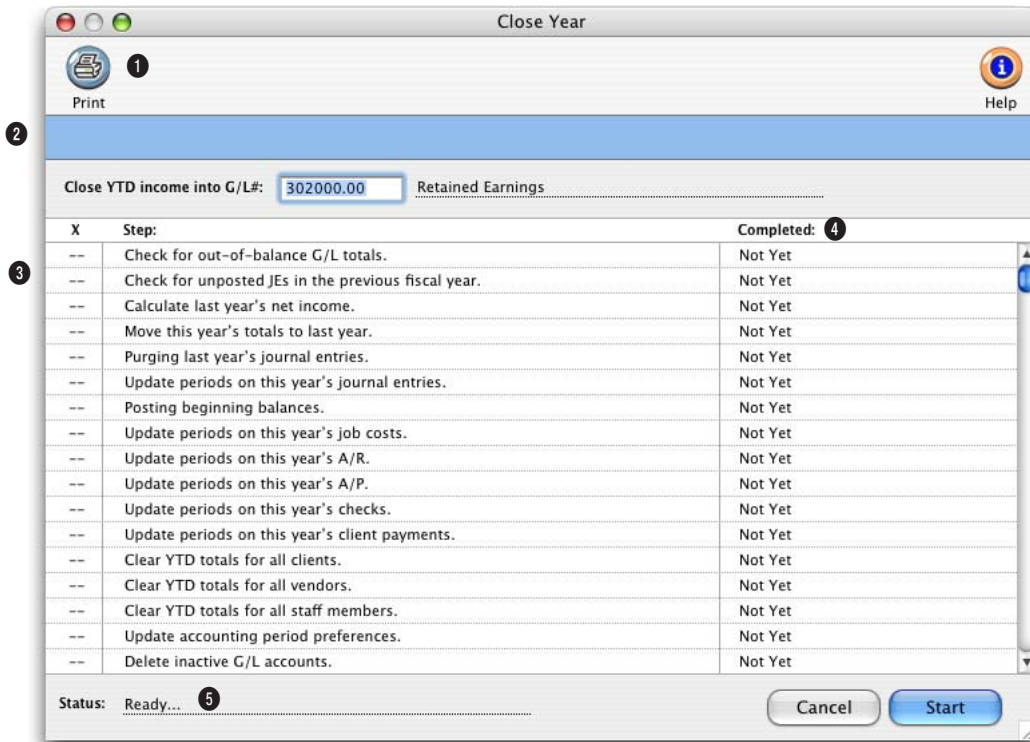 Close Year
1
Print
Help
2
Close YTD income into G/L#: 302000.00 Retained Earnings
X Step: Completed: 4
3
-- Check for out-of-balance G/L totals. Not Yet
-- Check for unposted JEs in the previous fiscal year. Not Yet
-- Calculate last year's net income. Not Yet
-- Move this year's totals to last year. Not Yet
-- Purging last year's journal entries. Not Yet
-- Update periods on this year's journal entries. Not Yet
-- Posting beginning balances. Not Yet
-- Update periods on this year's job costs. Not Yet
-- Update periods on this year's A/R. Not Yet
-- Update periods on this year's A/P. Not Yet
-- Update periods on this year's checks. Not Yet
-- Update periods on this year's client payments. Not Yet
-- Clear YTD totals for all clients. Not Yet
-- Clear YTD totals for all vendors. Not Yet
-- Clear YTD totals for all staff members. Not Yet
-- Update accounting period preferences. Not Yet
-- Delete inactive G/L accounts. Not Yet
Status: Ready... 5 Cancel Start